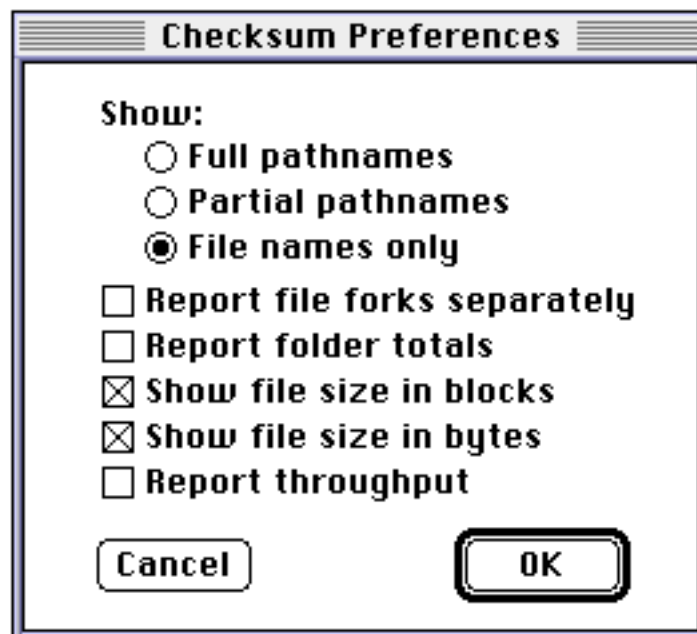 Checksum Preferences
Show:
Full pathnames
Partial pathnames
File names only
Report file forks separately
Report folder totals
Show file size in blocks
Show file size in bytes
Report throughput
Cancel OK